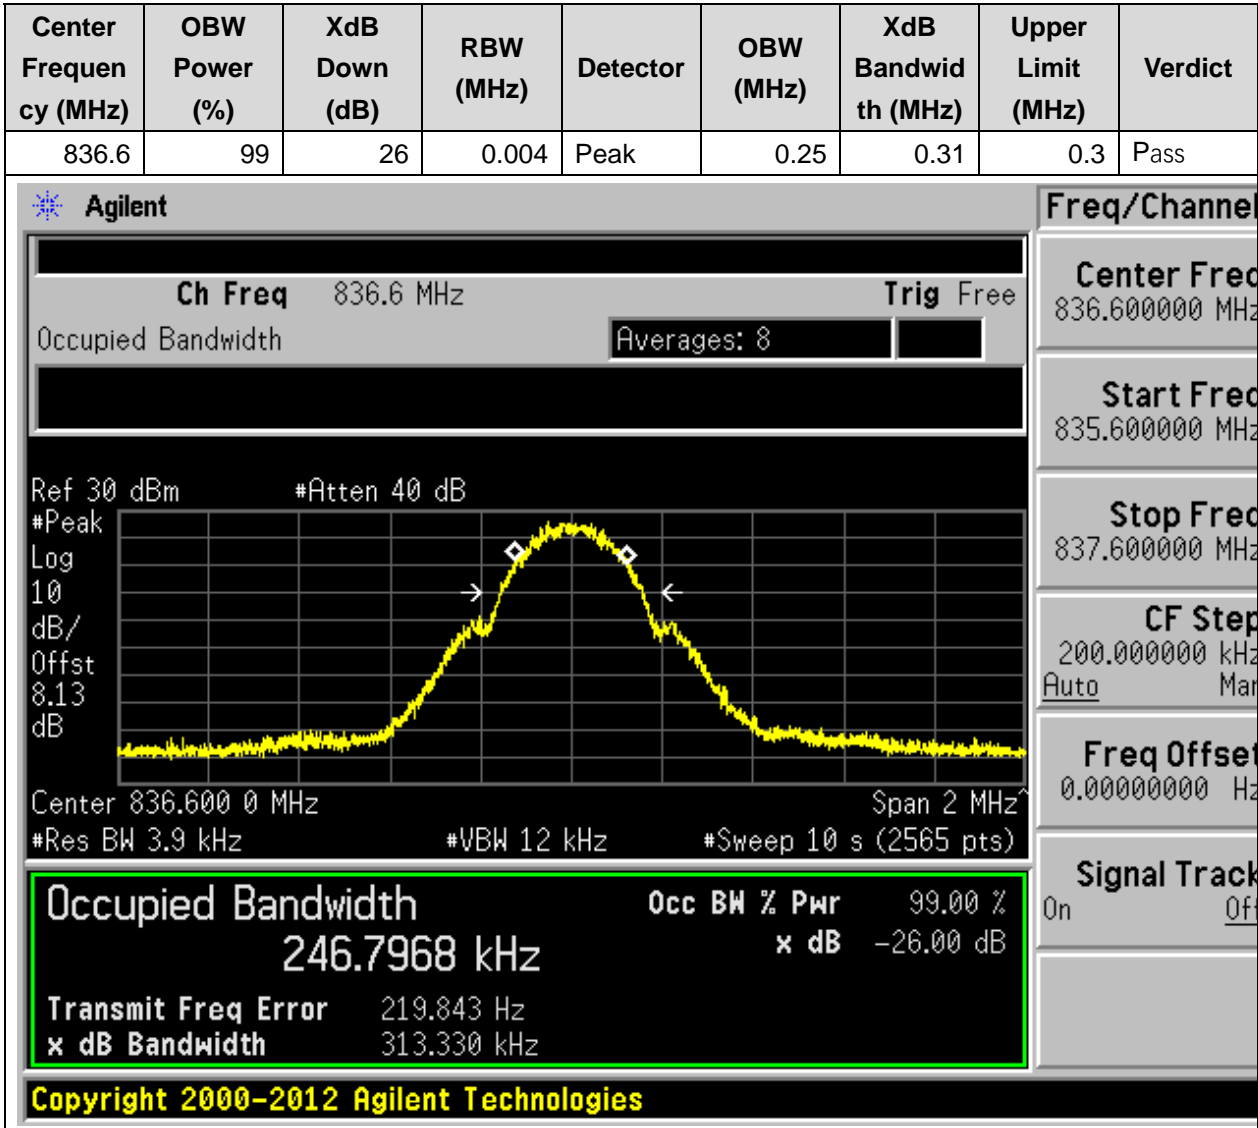 Center Frequen cy (MHz) OBW Power (%) XdB Down (dB) RBW (MHz) Detector OBW (MHz) XdB Bandwid th (MHz) Upper Limit (MHz) Verdict
836.6 99 26 0.004 Peak 0.25 0.31 0.3 Pass
Agilent
Ch Freq 836.6 MHz Trig Free
Occupied Bandwidth Averages: 8
Ref 30 dBm #Atten 40 dB
#Peak
Log
10
dB/
Offst
8.13
dB
Center 836.600 0 MHz Span 2 MHz^
#Res BW 3.9 kHz #VBW 12 kHz #Sweep 10 s (2565 pts)
Occupied Bandwidth Occ BW % Pwr 99.00 %
246.7968 kHz x dB -26.00 dB
Transmit Freq Error 219.843 Hz
x dB Bandwidth 313.330 kHz
Copyright 2000-2012 Agilent Technologies
Freq/Channel
Center Freq
836.600000 MHz
Start Freq
835.600000 MHz
Stop Freq
837.600000 MHz
CF Step
200.000000 kHz
Auto Man
Freq Offset
0.00000000 Hz
Signal Track
On Off